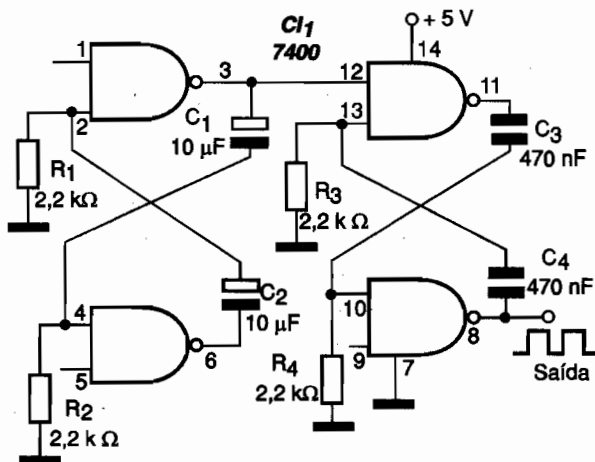 CI1
7400
+ 5 V
14
1
3
2
12
13
11
C1
10 µF
C3
470 nF
R1
2,2 kΩ
R3
2,2 kΩ
C2
10 µF
C4
470 nF
4
5
6
10
9
8
7
R2
2,2 k Ω
R4
2,2 kΩ
Saída